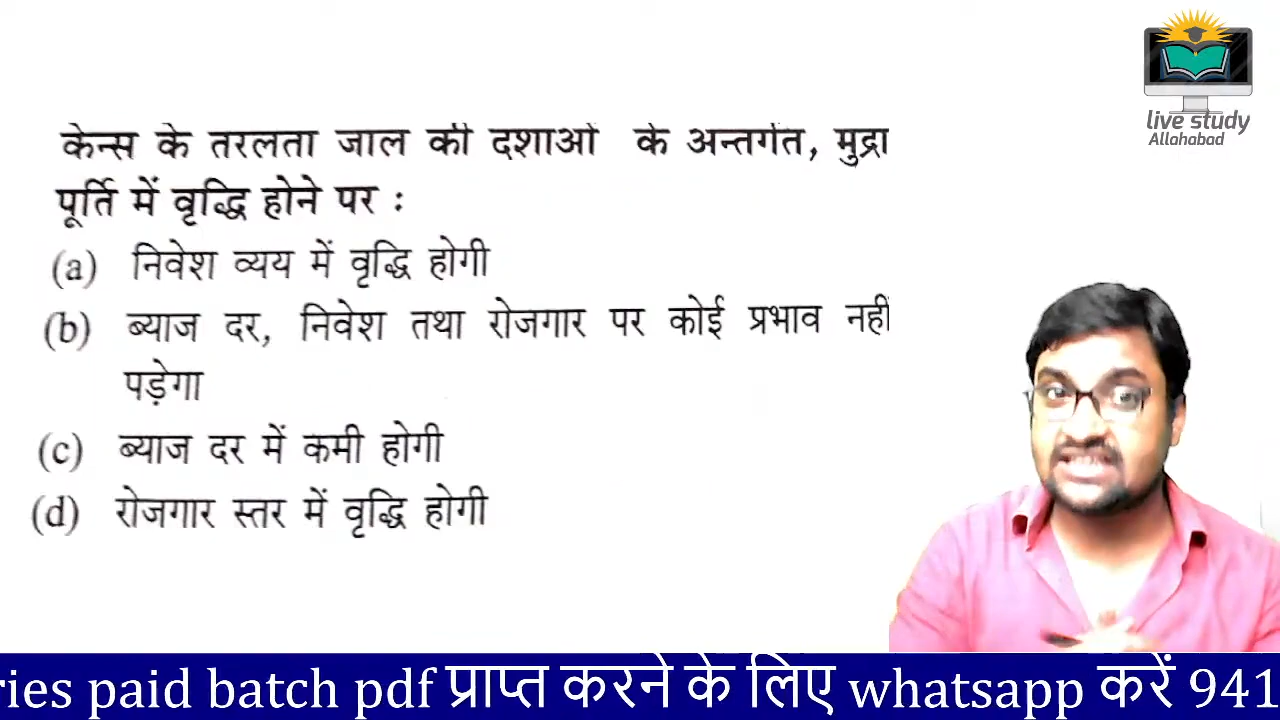 live study
Allahabad
केन्स के तरलता जाल की दशाओं के अन्तर्गत, मुद्रा
पूर्ति में वृद्धि होने पर :
(a) निवेश व्यय में वृद्धि होगी
(b) ब्याज दर, निवेश तथा रोजगार पर कोई प्रभाव नहीं
पड़ेगा
(c) ब्याज दर में कमी होगी
(d) रोजगार स्तर में वृद्धि होगी
ries paid batch pdf प्राप्त करने के लिए whatsapp करें 941